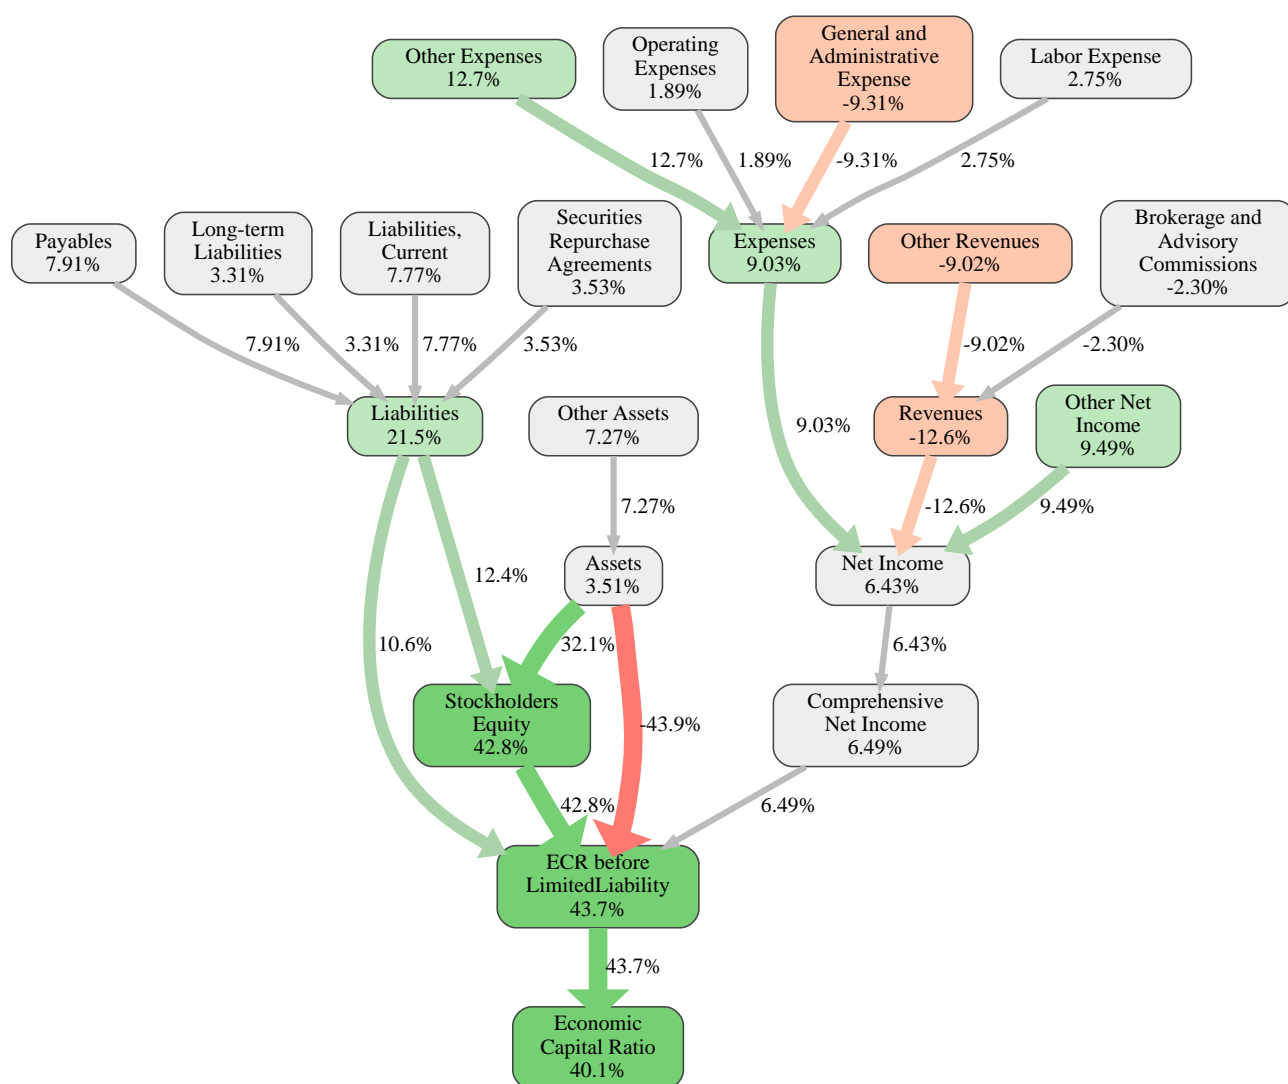 Other Expenses
12.7%
Operating
Expenses
1.89%
General and
Administrative
Expense
-9.31%
Labor Expense
2.75%
12.7%
1.89%
-9.31%
2.75%
Payables
7.91%
Long-term
Liabilities
3.31%
Liabilities,
Current
7.77%
Securities
Repurchase
Agreements
3.53%
Expenses
9.03%
Other Revenues
-9.02%
Brokerage and
Advisory
Commissions
-2.30%
7.91%
3.31%
7.77%
3.53%
-9.02%
-2.30%
Liabilities
21.5%
Other Assets
7.27%
9.03%
Revenues
-12.6%
Other Net
Income
9.49%
7.27%
-12.6%
9.49%
12.4%
Assets
3.51%
Net Income
6.43%
10.6%
32.1%
6.43%
Stockholders
Equity
42.8%
-43.9%
Comprehensive
Net Income
6.49%
42.8%
6.49%
ECR before
LimitedLiability
43.7%
43.7%
Economic
Capital Ratio
40.1%